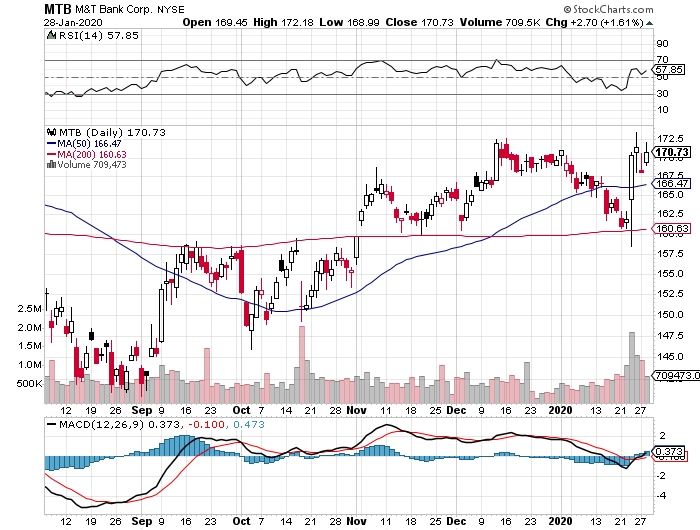 MTB M&T Bank Corp. NYSE © StockCharts.com
28-Jan-2020 Open 169.45 High 172.18 Low 168.99 Close 170.73 Volume 709.5K Chg +2.70 (+1.61%)
RSI(14) 57.85
90
70
57.85
50
30
10
MTB (Daily) 170.73
MA(50) 166.47
MA(200) 160.63
Volume 709,473
172.5
170.73
167.5
166.47
165.0
162.5
160.63
157.5
155.0
152.5
150.0
147.5
145.0
142.5
2.5M
2.0M
1.5M
1.0M
500K
709473.0
12 19 26 Sep 9 16 23 Oct 7 14 21 28 Nov 11 18 25 Dec 9 16 23 2020 13 21 27
MACD(12,26,9) 0.373, -0.100, 0.473
2
0.373
-2
-4
12 19 26 Sep 9 16 23 Oct 7 14 21 28 Nov 11 18 25 Dec 9 16 23 2020 13 21 27